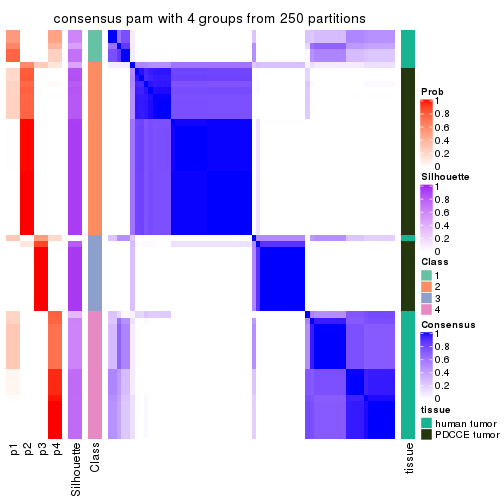 consensus pam with 4 groups from 250 partitions
Prob
1
0.8
0.6
0.4
0.2
0
Silhouette
1
0.8
0.6
0.4
0.2
0
Class
1
2
3
4
Consensus
1
0.8
0.6
0.4
0.2
0
tissue
human tumor
PDCCE tumor
p1
p2
p3
p4
Silhouette
Class
tissue